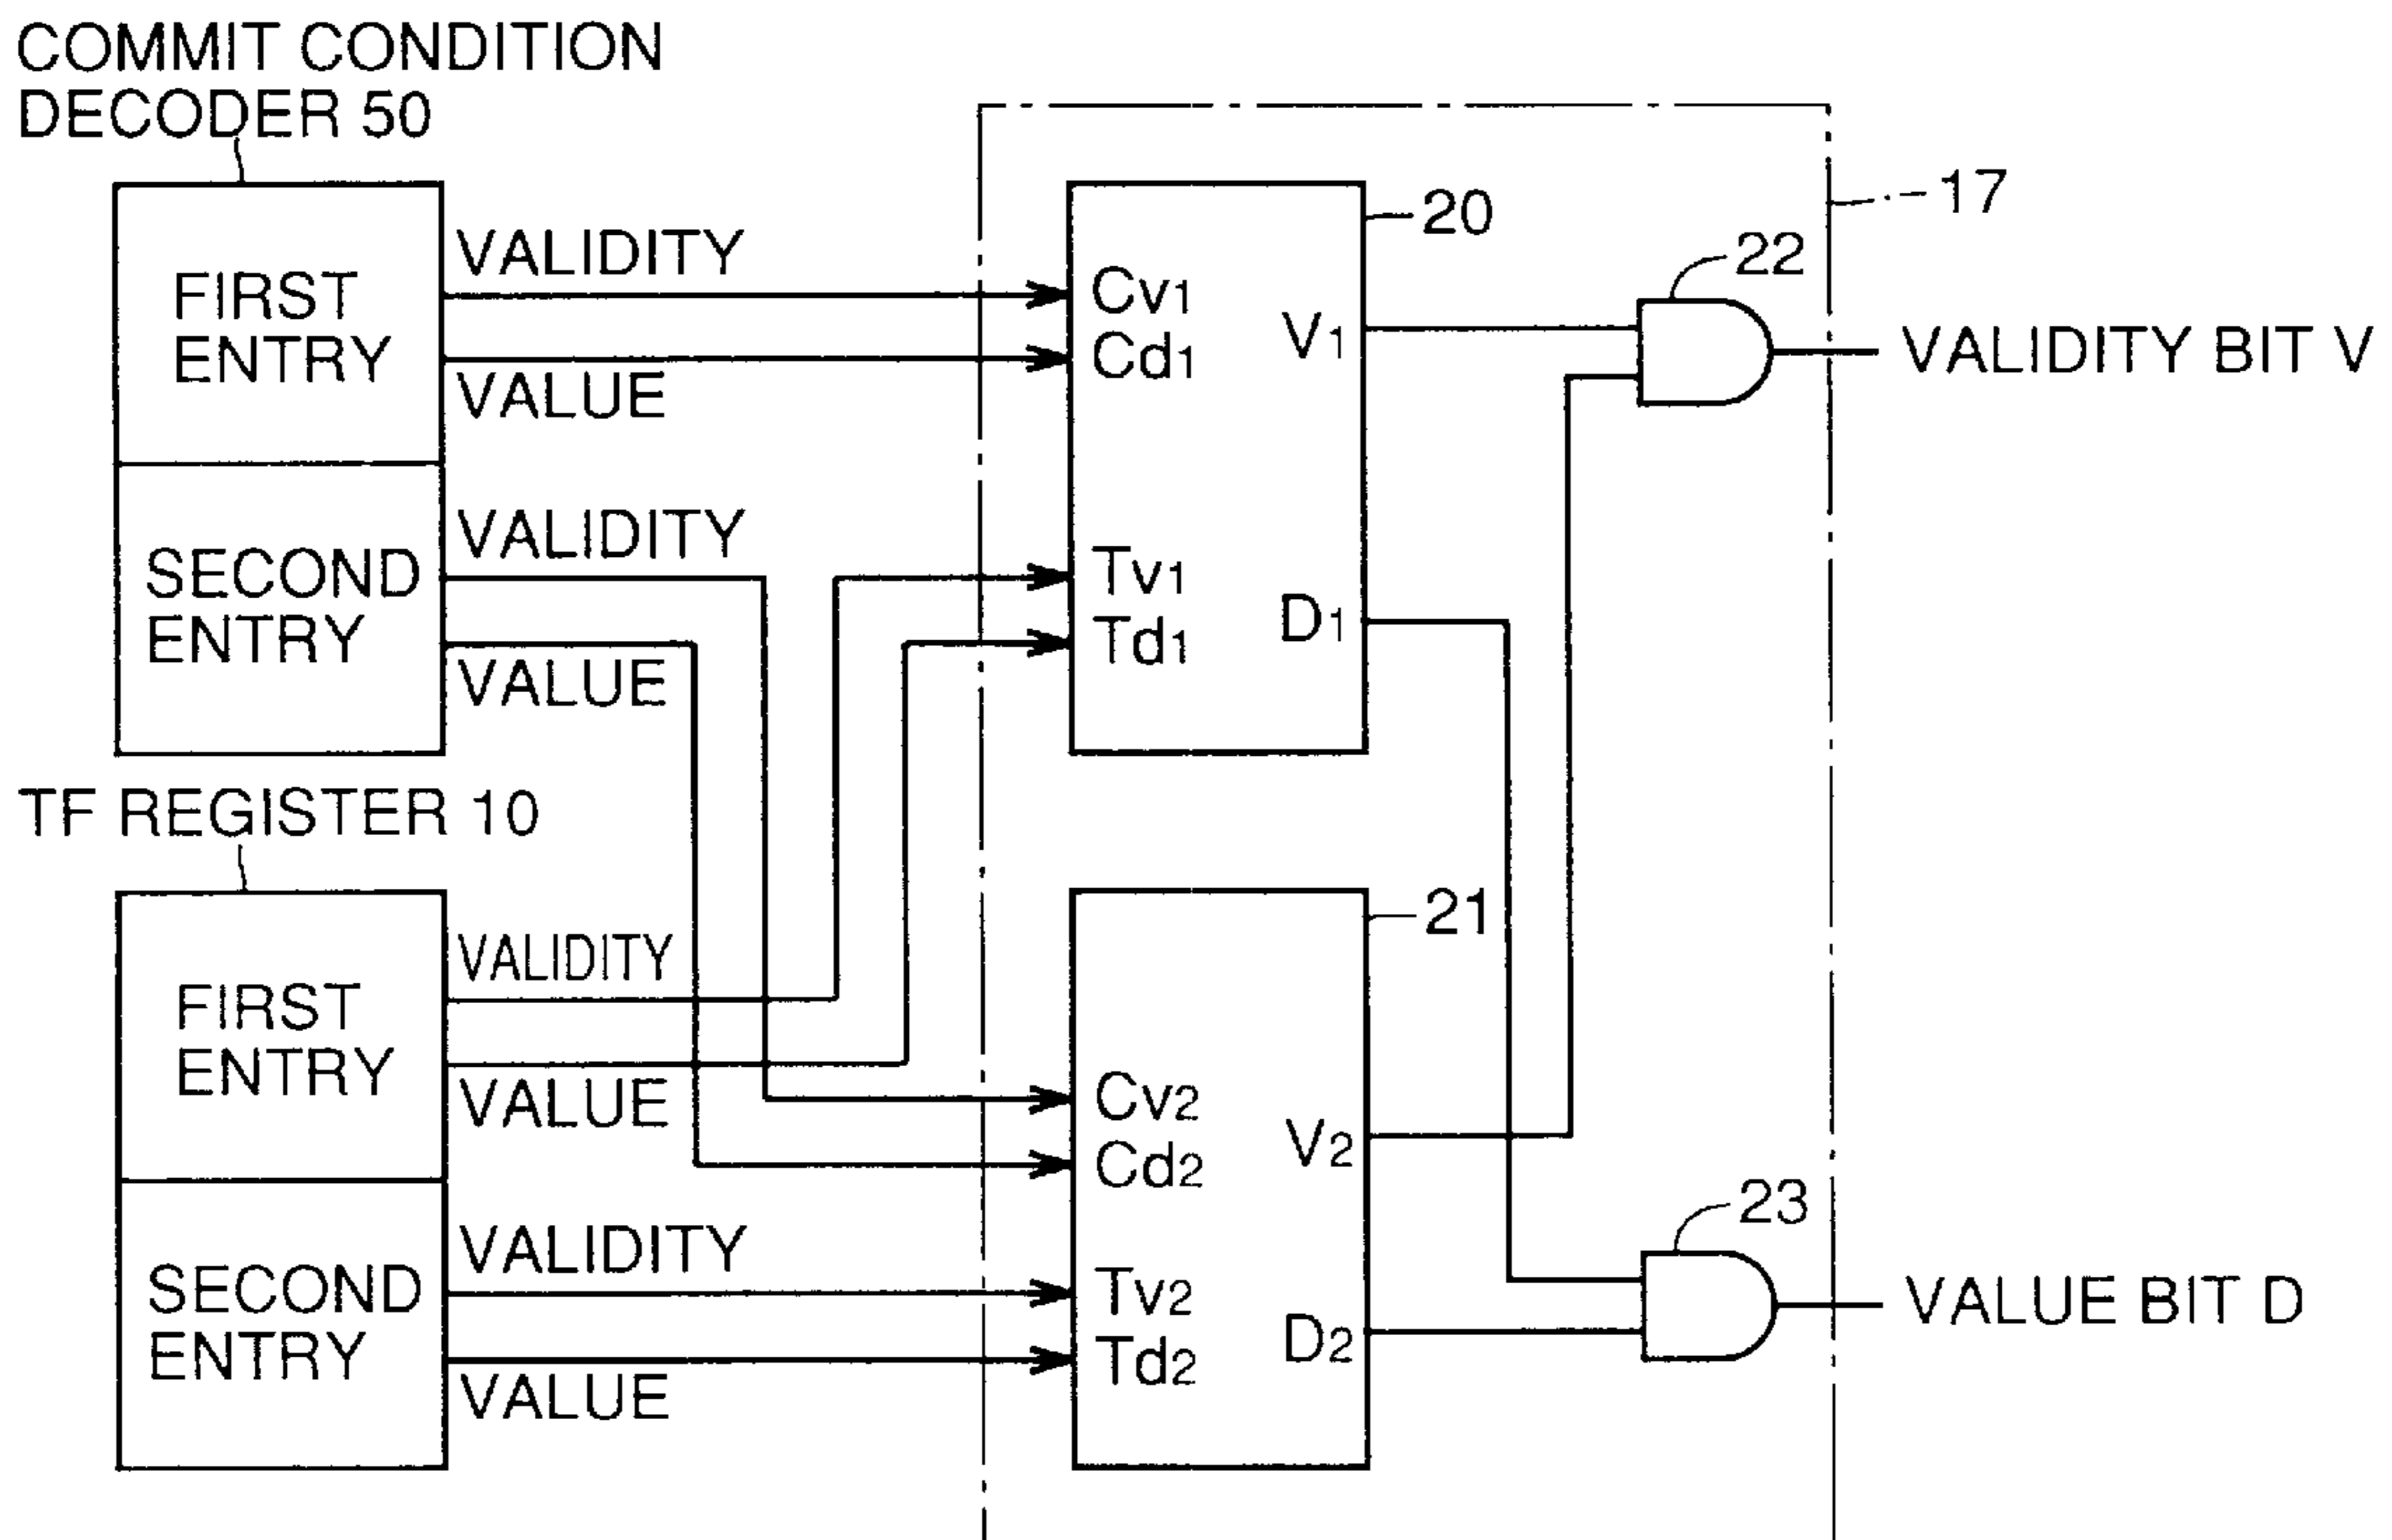 COMMIT CONDITION
DECODER 50
FIRST
ENTRY
SECOND
ENTRY
VALIDITY
VALUE
VALIDITY
VALUE
TF REGISTER 10
FIRST
ENTRY
SECOND
ENTRY
VALIDITY
VALUE
VALIDITY
VALUE
20
Cv1
Cd1
Tv1
Td1
V1
D1
21
Cv2
Cd2
Tv2
Td2
V2
D2
17
22
VALIDITY BIT V
23
VALUE BIT D